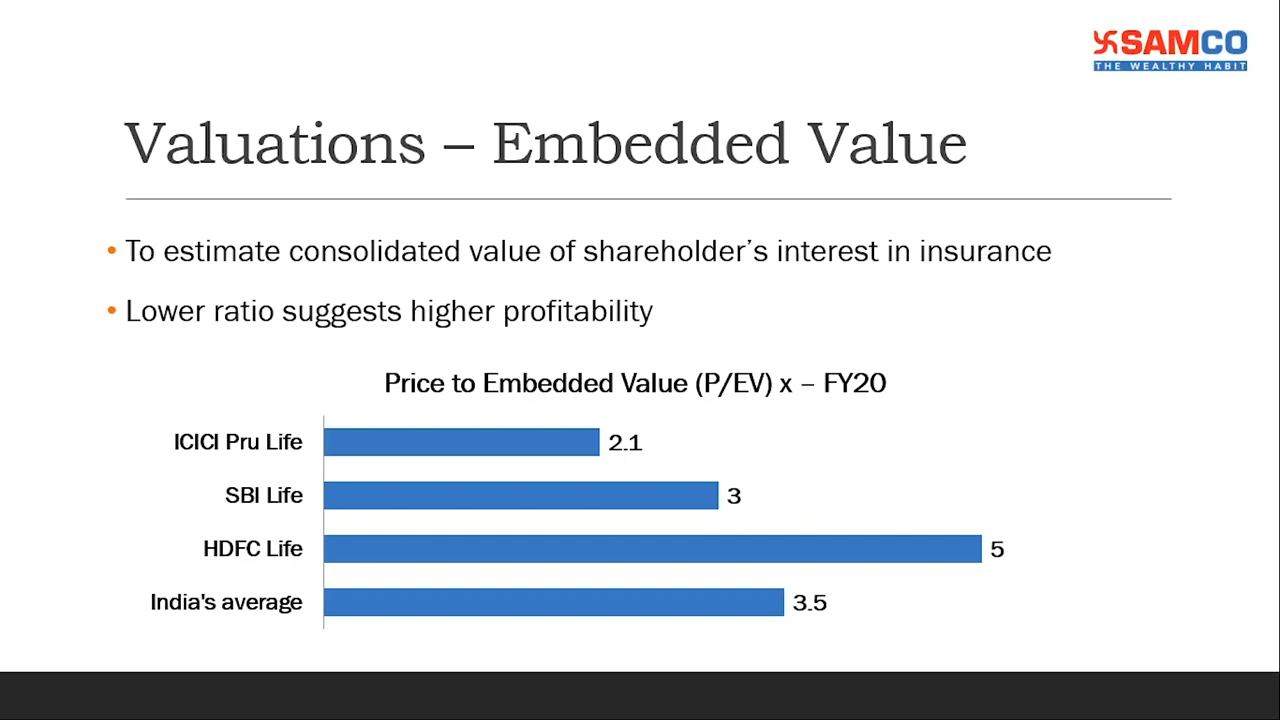 SAMCO
THE WEALTHY HABIT
Valuations – Embedded Value
• To estimate consolidated value of shareholder's interest in insurance
• Lower ratio suggests higher profitability
Price to Embedded Value (P/EV) x – FY20
ICICI Pru Life 2.1
SBI Life 3
HDFC Life 5
India's average 3.5